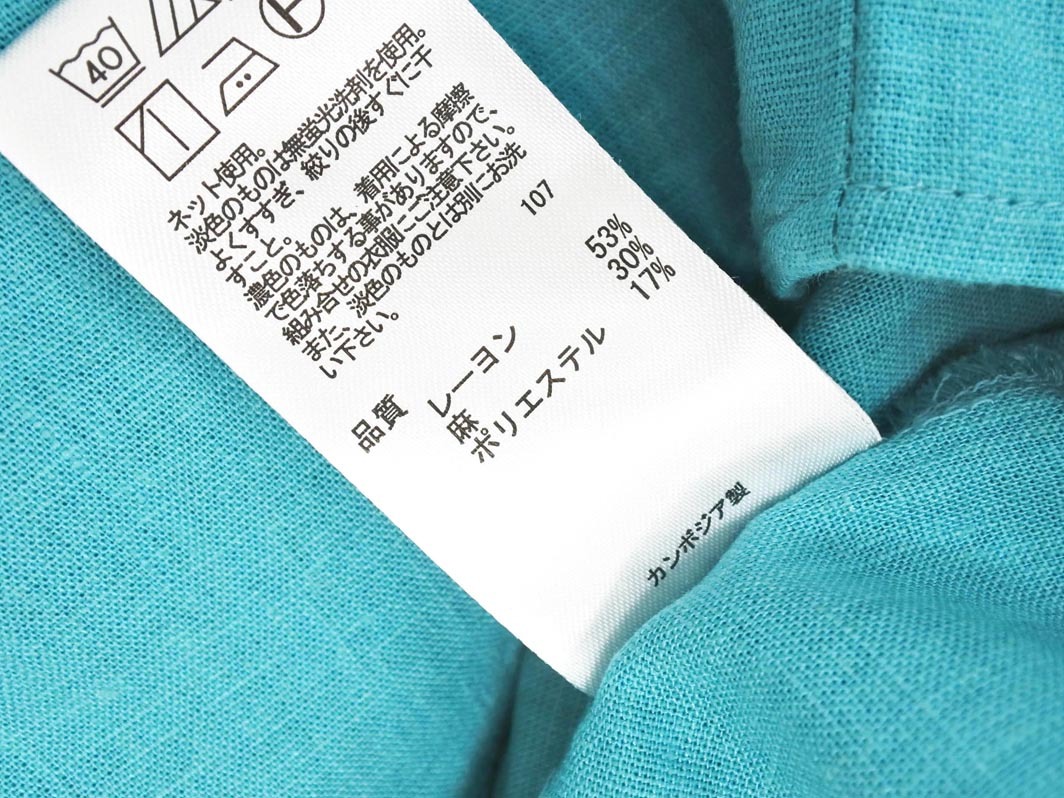 40
ネット使用。
淡色のものは無蛍光洗剤を使用。
よくすすぎ、絞りの後すぐに干
すこと。
濃色のものは、着用による摩擦
で色落ちする事がありますので、
組み合せの衣服にご注意下さい。
また、淡色のものとは別にお洗
い下さい。
107
品質 レーヨン 53%
麻 30%
ポリエステル 17%
カンボジア製